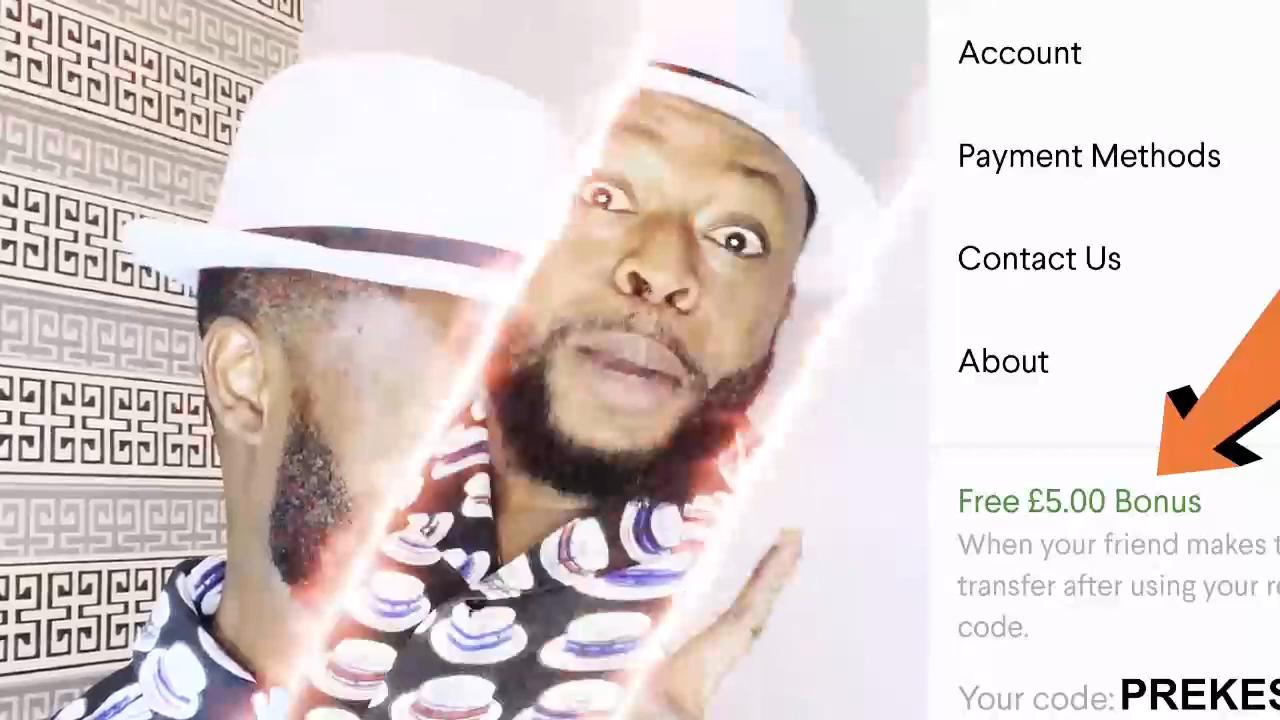 Account
Payment Methods
Contact Us
About
Free £5.00 Bonus
When your friend makes
transfer after using your
code.
Your code: PREKES